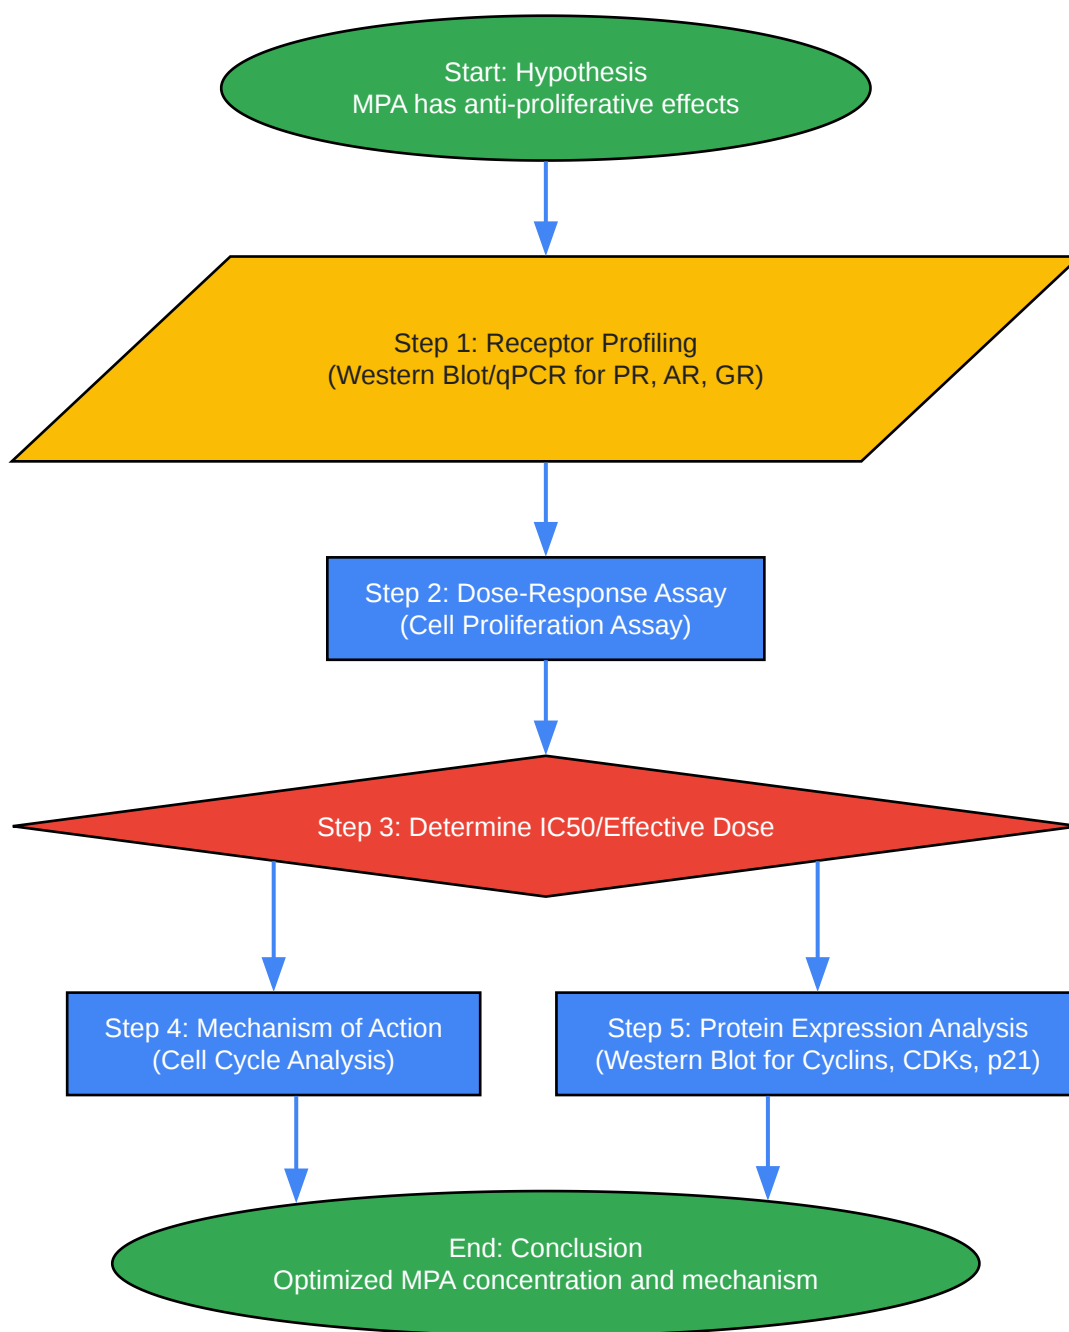 Start: Hypothesis
MPA has anti-proliferative effects
Step 1: Receptor Profiling
(Western Blot/qPCR for PR, AR, GR)
Step 2: Dose-Response Assay
(Cell Proliferation Assay)
Step 3: Determine IC50/Effective Dose
Step 4: Mechanism of Action
(Cell Cycle Analysis)
Step 5: Protein Expression Analysis
(Western Blot for Cyclins, CDKs, p21)
End: Conclusion
Optimized MPA concentration and mechanism